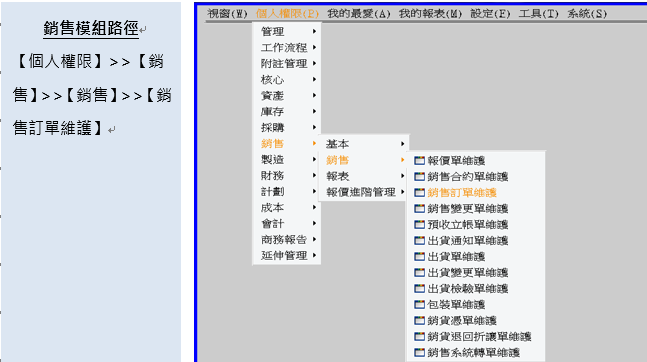 銷售模組路徑
【個人權限】>>【銷
售】>>【銷售】>>【銷
售訂單維護】
視窗(W) 個人權限(P) 我的最愛(A) 我的報表(M) 設定(F) 工具(T) 系統(S)
管理
工作流程
附註管理
核心
資產
庫存
採購
銷售
製造
財務
計劃
成本
會計
商務報告
延伸管理
基本
銷售
報表
報價進階管理
報價單維護
銷售合約單維護
銷售訂單維護
銷售變更單維護
預收立帳單維護
出貨通知單維護
出貨單維護
出貨變更單維護
出貨檢驗單維護
包裝單維護
銷貨憑單維護
銷貨退回折讓單維護
銷售系統轉單維護